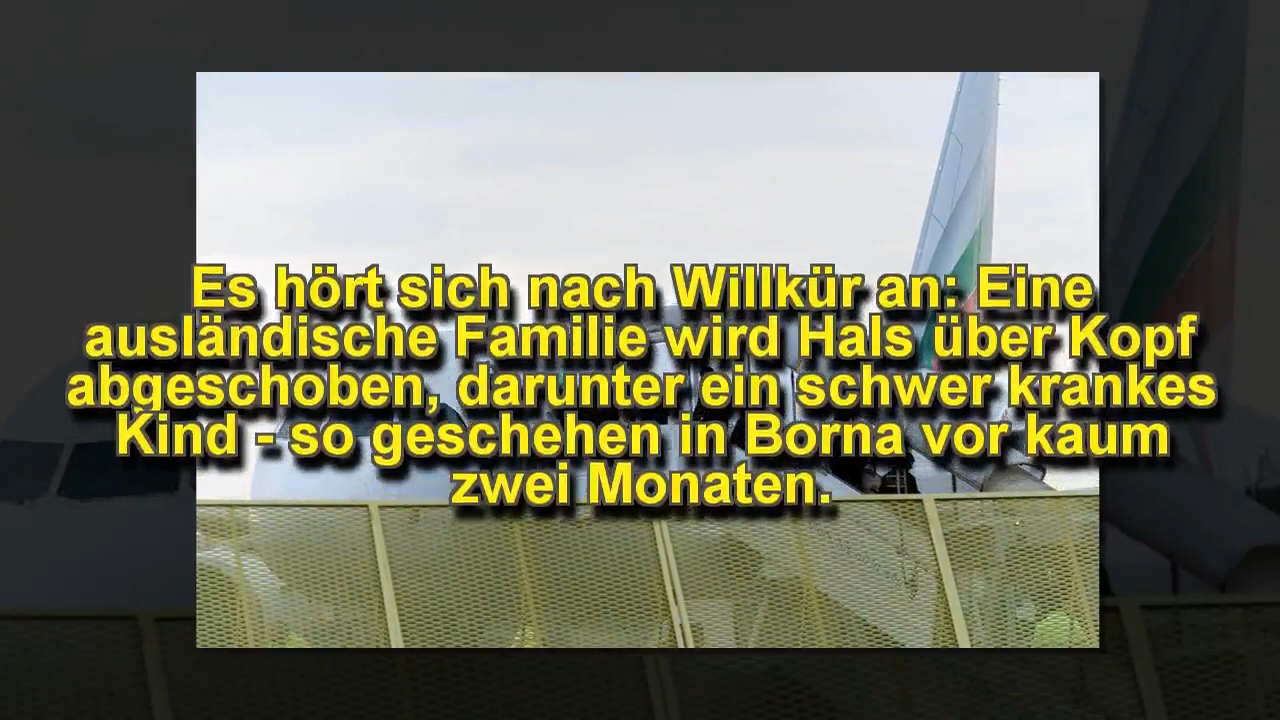 Es hört sich nach Willkür an: Eine
ausländische Familie wird Hals über Kopf
abgeschoben, darunter ein schwer krankes
Kind - so geschehen in Borna vor kaum
zwei Monaten.